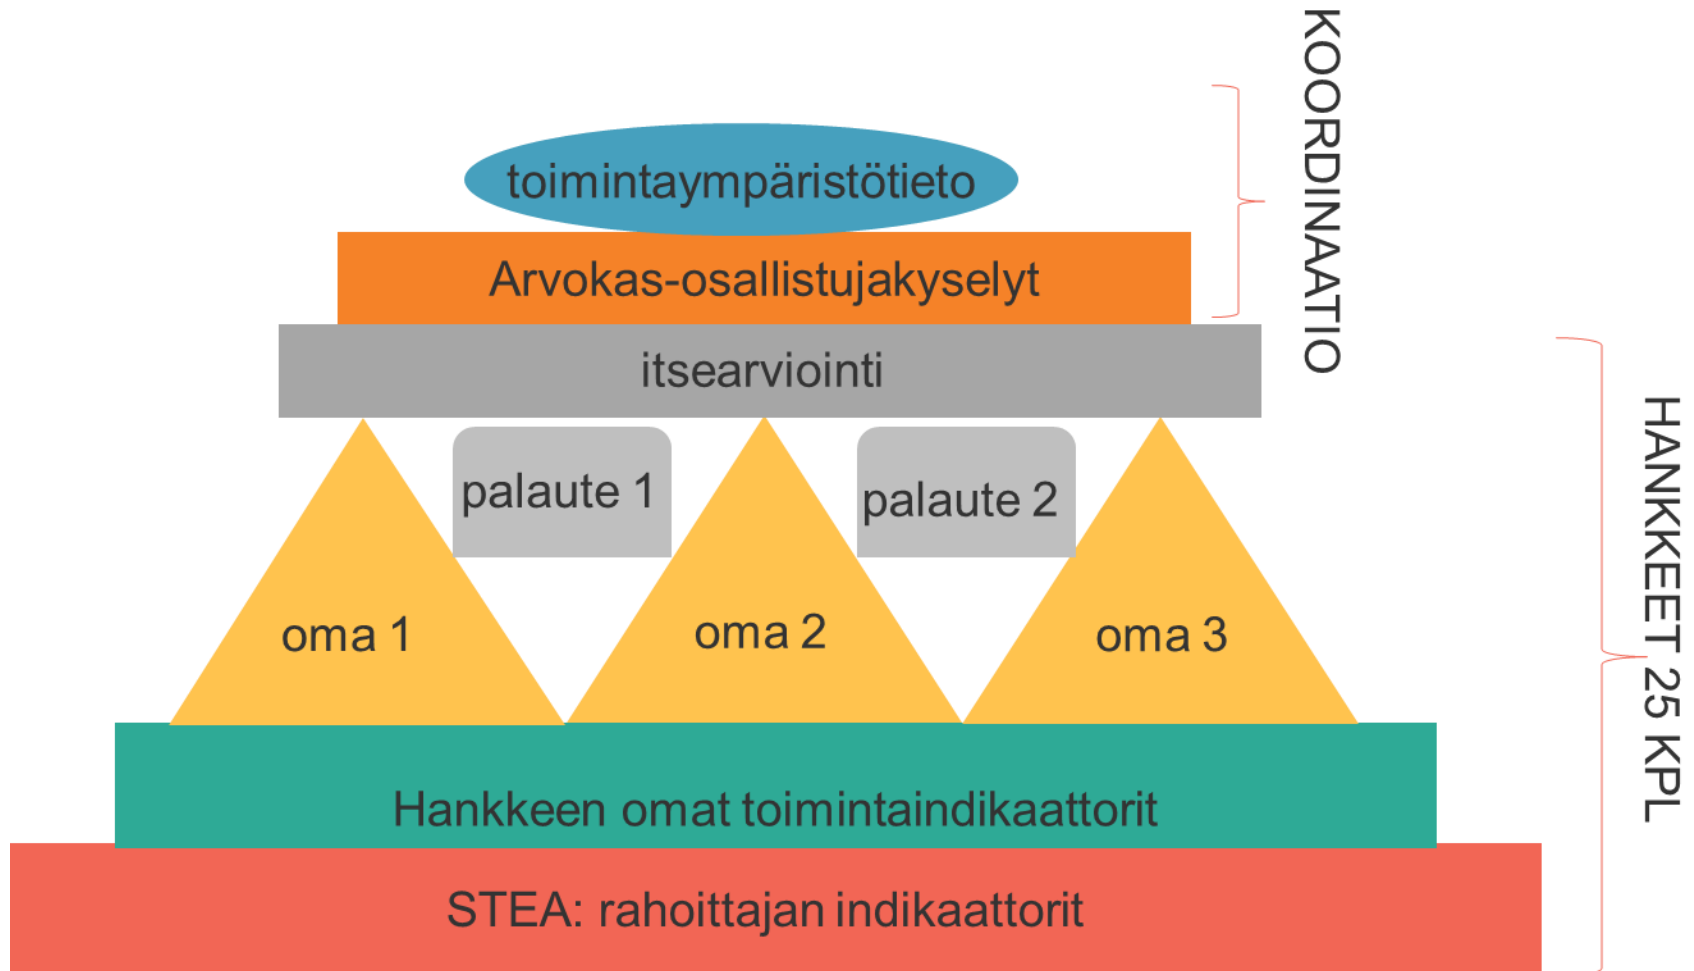 KOORDINAATIO
toimintaympäristötieto
Arvokas-osallistujakyselyt
itsearviointi
HANKKEET 25 KPL
palaute 1
palaute 2
oma 1
oma 2
oma 3
Hankkeen omat toimintaindikaattorit
STEA: rahoittajan indikaattorit